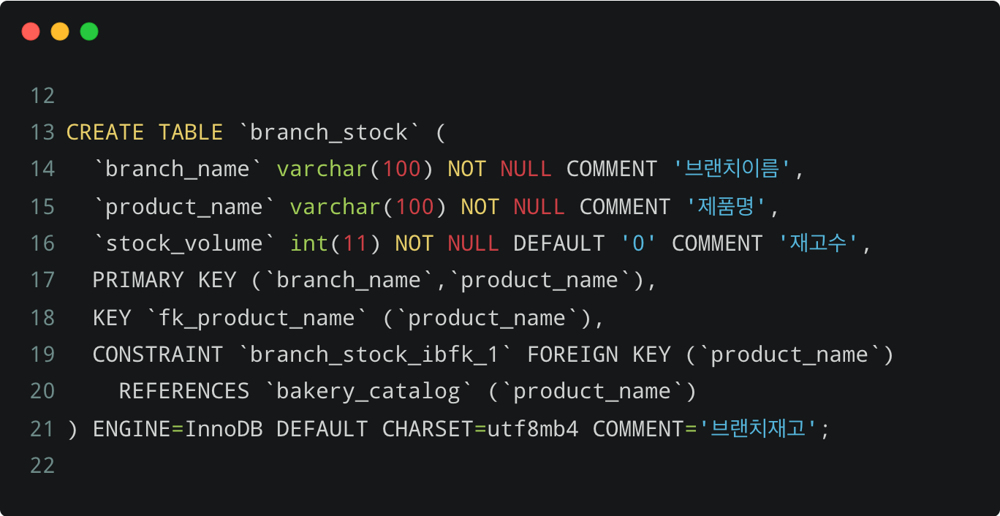 12
13 CREATE TABLE `branch_stock` (
14   `branch_name` varchar(100) NOT NULL COMMENT '브랜치이름',
15   `product_name` varchar(100) NOT NULL COMMENT '제품명',
16   `stock_volume` int(11) NOT NULL DEFAULT '0' COMMENT '재고수',
17   PRIMARY KEY (`branch_name`,`product_name`),
18   KEY `fk_product_name` (`product_name`),
19   CONSTRAINT `branch_stock_ibfk_1` FOREIGN KEY (`product_name`)
20     REFERENCES `bakery_catalog` (`product_name`)
21 ) ENGINE=InnoDB DEFAULT CHARSET=utf8mb4 COMMENT='브랜치재고';
22